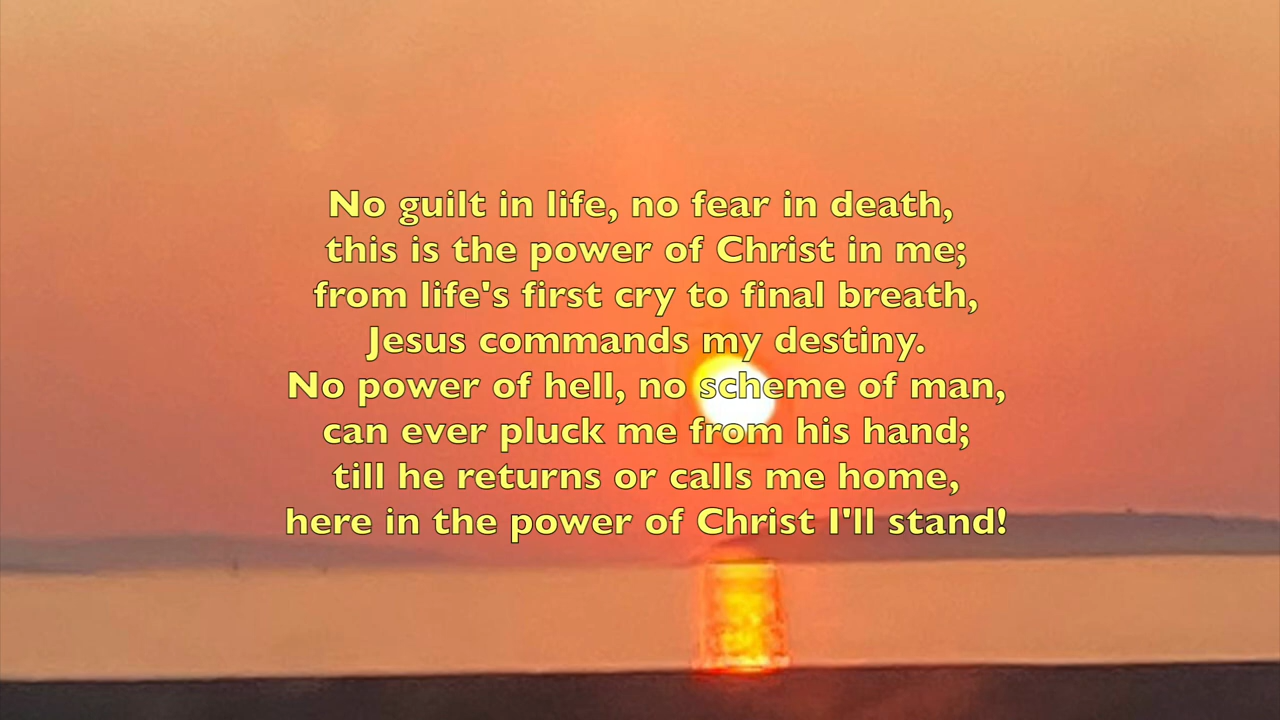 No guilt in life, no fear in death,
this is the power of Christ in me;
from life's first cry to final breath,
Jesus commands my destiny.
No power of hell, no scheme of man,
can ever pluck me from his hand;
till he returns or calls me home,
here in the power of Christ I'll stand!